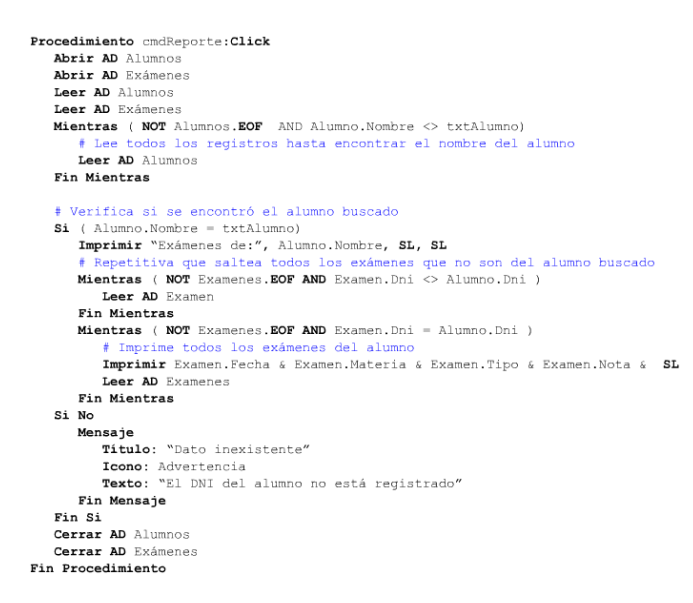 Procedimiento cmdReporte:Click
Abrir AD Alumnos
Abrir AD Exámenes
Leer AD Alumnos
Leer AD Exámenes
Mientras ( NOT Alumnos.EOF  AND Alumno.Nombre <> txtAlumno)
# Lee todos los registros hasta encontrar el nombre del alumno
Leer AD Alumnos
Fin Mientras
# Verifica si se encontró el alumno buscado
Si ( Alumno.Nombre = txtAlumno)
Imprimir “Exámenes de:”, Alumno.Nombre, SL, SL
# Repetitiva que saltea todos los exámenes que no son del alumno buscado
Mientras ( NOT Examenes.EOF AND Examen.Dni <> Alumno.Dni )
Leer AD Examen
Fin Mientras
Mientras ( NOT Examenes.EOF AND Examen.Dni = Alumno.Dni )
# Imprime todos los exámenes del alumno
Imprimir Examen.Fecha & Examen.Materia & Examen.Tipo & Examen.Nota &  SL
Leer AD Examenes
Fin Mientras
Si No
Mensaje
Título: “Dato inexistente”
Icono: Advertencia
Texto: “El DNI del alumno no está registrado”
Fin Mensaje
Fin Si
Cerrar AD Alumnos
Cerrar AD Exámenes
Fin Procedimiento